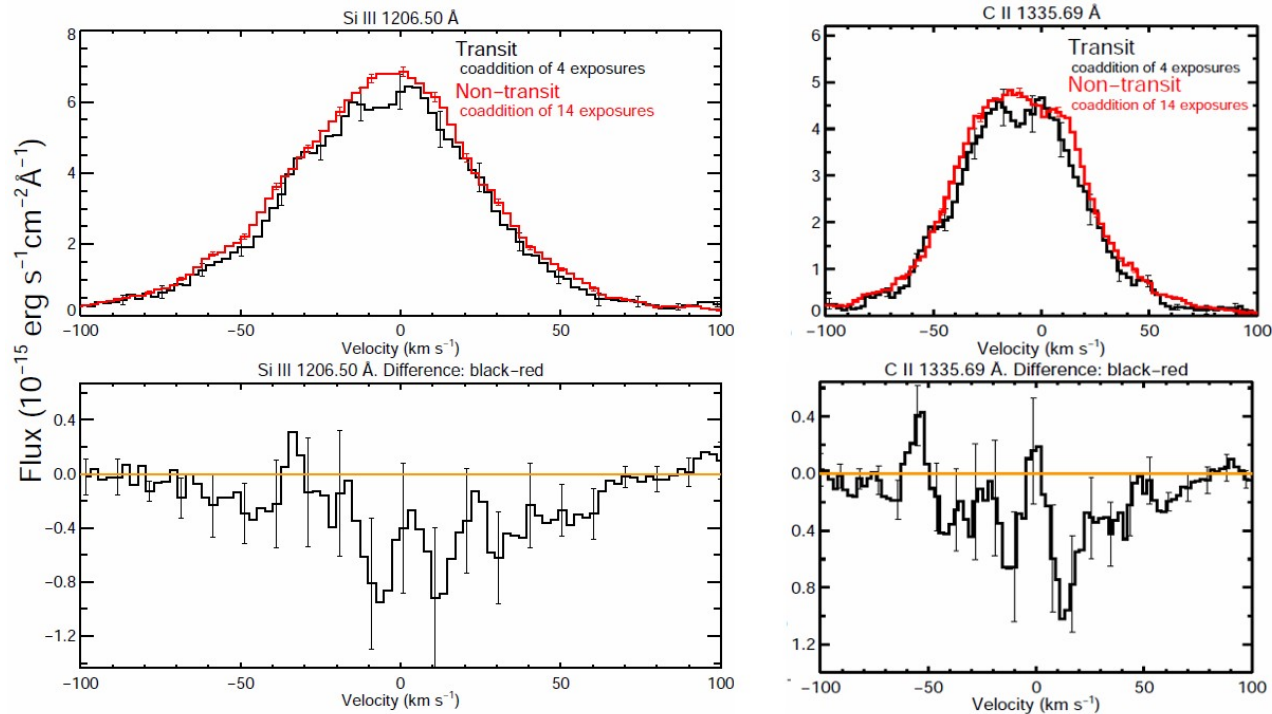 Si III 1206.50 Å
8
6
4
2
0
Transit
coaddition of 4 exposures
Non-transit
coaddition of 14 exposures
−100
−50
0
50
100
Velocity (km s⁻¹)
C II 1335.69 Å
6
5
4
3
2
1
0
Transit
coaddition of 4 exposures
Non-transit
coaddition of 14 exposures
−100
−50
0
50
100
Velocity (km s⁻¹)
Flux (10⁻¹⁵ erg s⁻¹cm⁻²Å⁻¹)
Si III 1206.50 Å. Difference: black−red
0.4
0.0
−0.4
−0.8
−1.2
−100
−50
0
50
100
Velocity (km s⁻¹)
C II 1335.69 Å. Difference: black−red
0.4
0.0
0.4
0.8
1.2
−100
−50
0
50
100
Velocity (km s⁻¹)